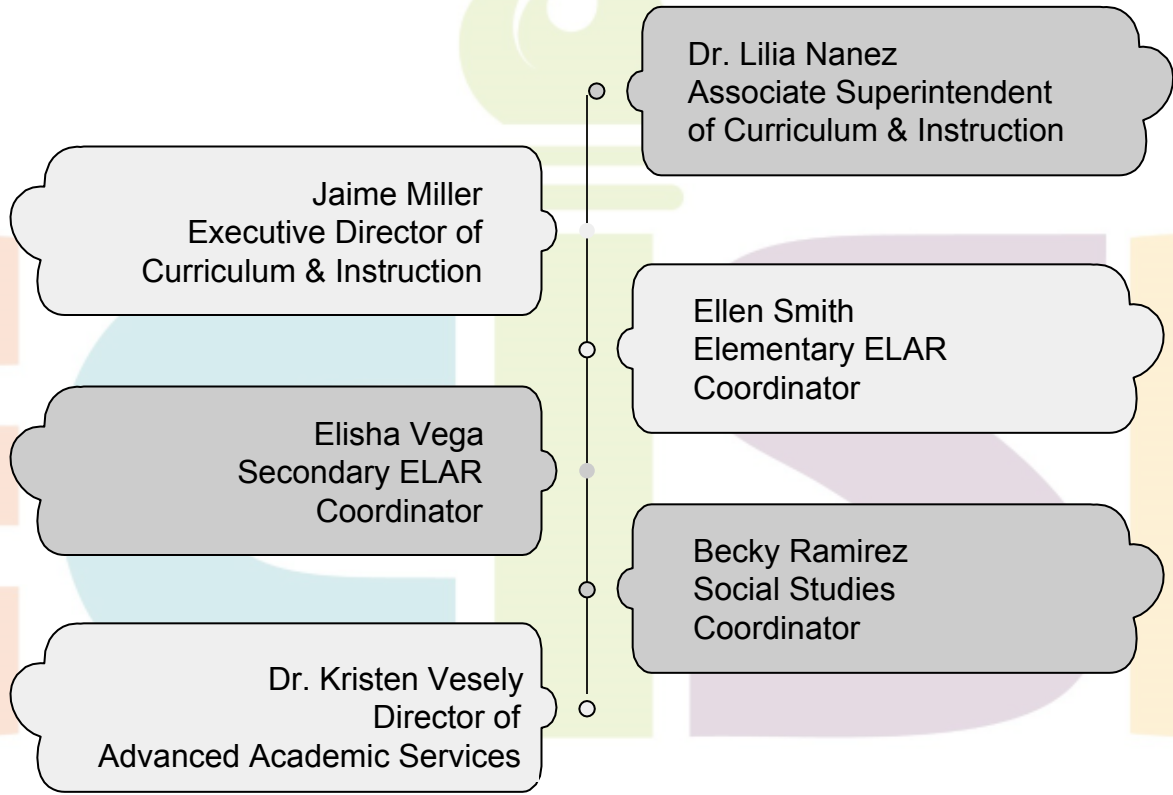 Dr. Lilia Nanez
Associate Superintendent
of Curriculum & Instruction
Jaime Miller
Executive Director of
Curriculum & Instruction
Ellen Smith
Elementary ELAR
Coordinator
Elisha Vega
Secondary ELAR
Coordinator
Becky Ramirez
Social Studies
Coordinator
Dr. Kristen Vesely
Director of
Advanced Academic Services